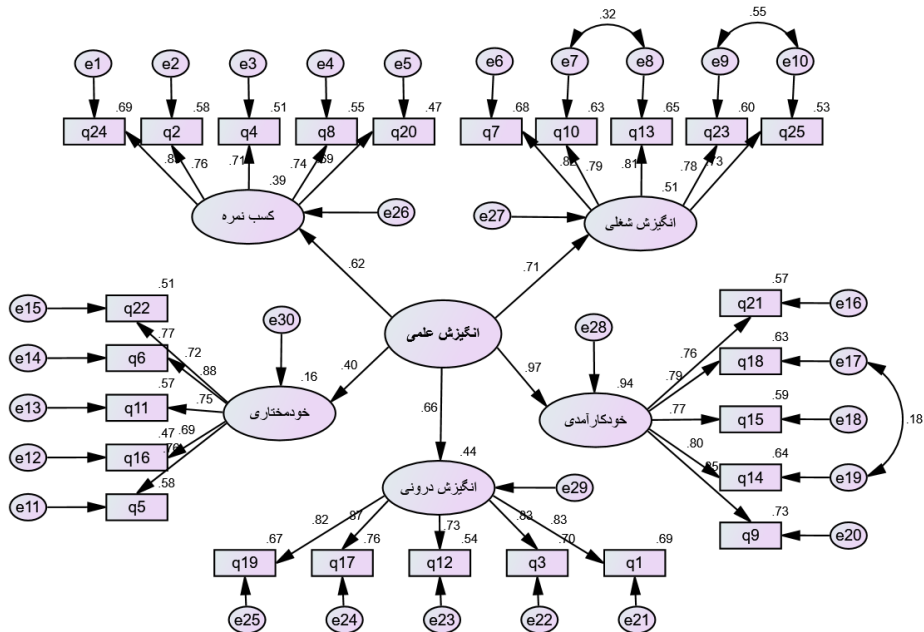 .32 .55
e1 e2 e3 e4 e5 e6 e7 e8 e9 e10
.69 .58 .51 .55 .47 .68 .63 .65 .60 .53
q24 q2 q4 q8 q20 q7 q10 q13 q23 q25
.76 .71 .74 .69 .82 .79 .81 .78 .73
.39 .51
کسب نمره e26 e27 انگیزش شغلی
.62 .71
.51 .57
e15 q22 q21 e16
انگیزش علمی
e30 e28
.77 .72 .76 .63
e14 q6 q18 e17
.88 .40 .97 .79
.57 .16 .94 .59
e13 q11 .75 خودمختاری خودکارآمدی .77 q15 e18
.18
.47 .69 .66 .80 .64
e12 q16 q14 e19
.76 .85
.58 .44 .73
e11 q5 انگیزش درونی e29 q9 e20
.82 .87 .73 .83 .83
.67 .76 .54 .70 .69
q19 q17 q12 q3 q1
e25 e24 e23 e22 e21